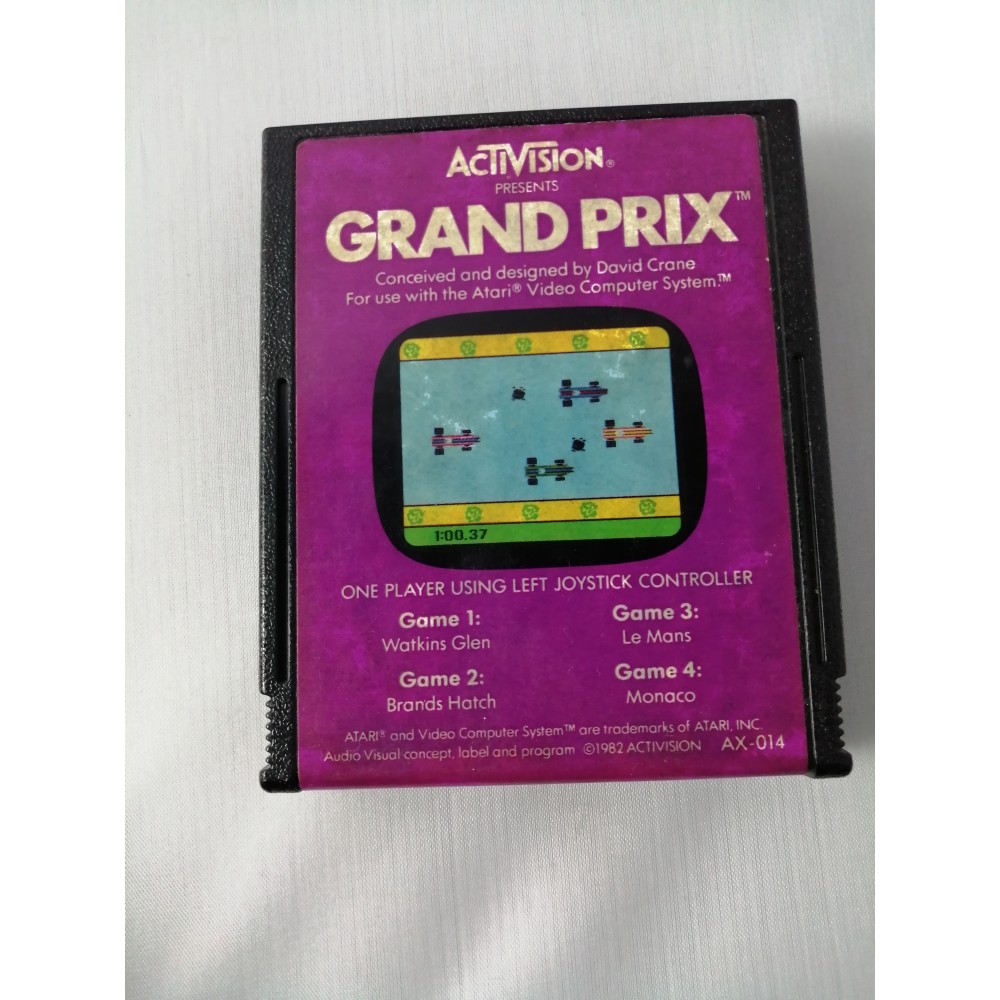 ACTIVISION®
PRESENTS
GRAND PRIX™
Conceived and designed by David Crane
For use with the Atari® Video Computer System.™
1:00.37
ONE PLAYER USING LEFT JOYSTICK CONTROLLER
Game 1:
Watkins Glen
Game 2:
Brands Hatch
Game 3:
Le Mans
Game 4:
Monaco
ATARI® and Video Computer System™ are trademarks of ATARI, INC.
Audio Visual concept, label and program ©1982 ACTIVISION AX-014